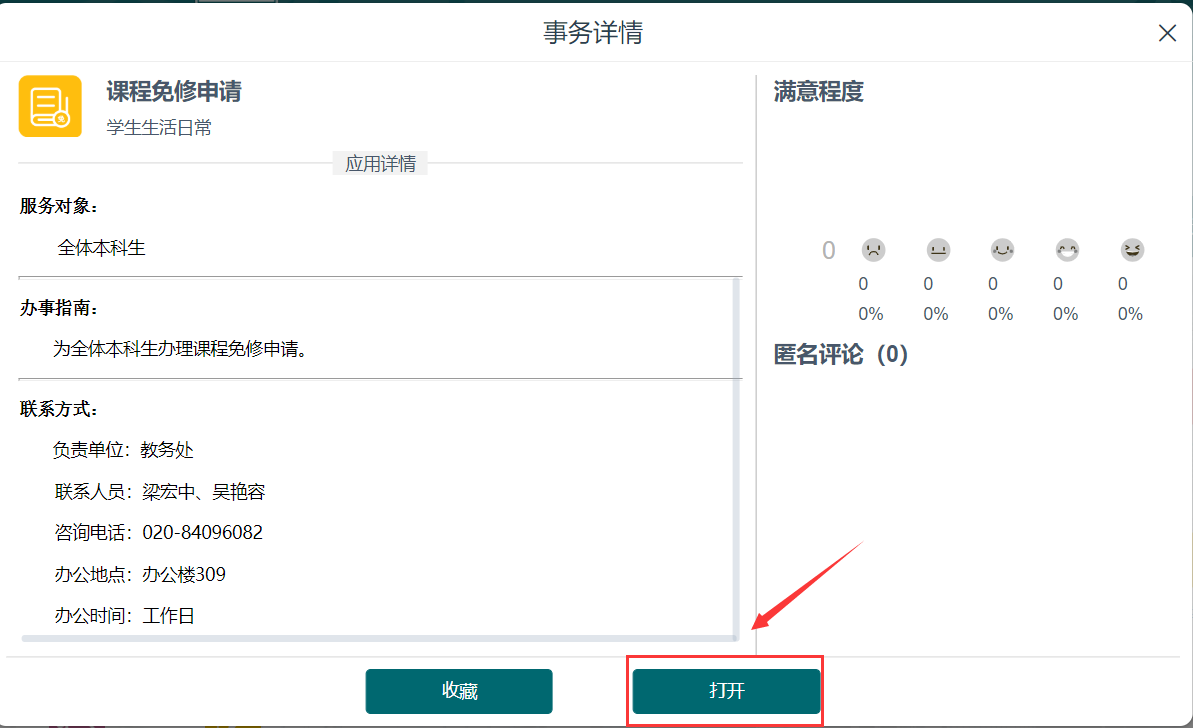 事务详情
课程免修申请
学生生活日常
应用详情
服务对象：
全体本科生
办事指南：
为全体本科生办理课程免修申请。
联系方式：
负责单位：教务处
联系人员：梁宏中、吴艳容
咨询电话：020-84096082
办公地点：办公楼309
办公时间：工作日
满意程度
0
0 0 0 0 0
0% 0% 0% 0% 0%
匿名评论（0）
收藏 打开